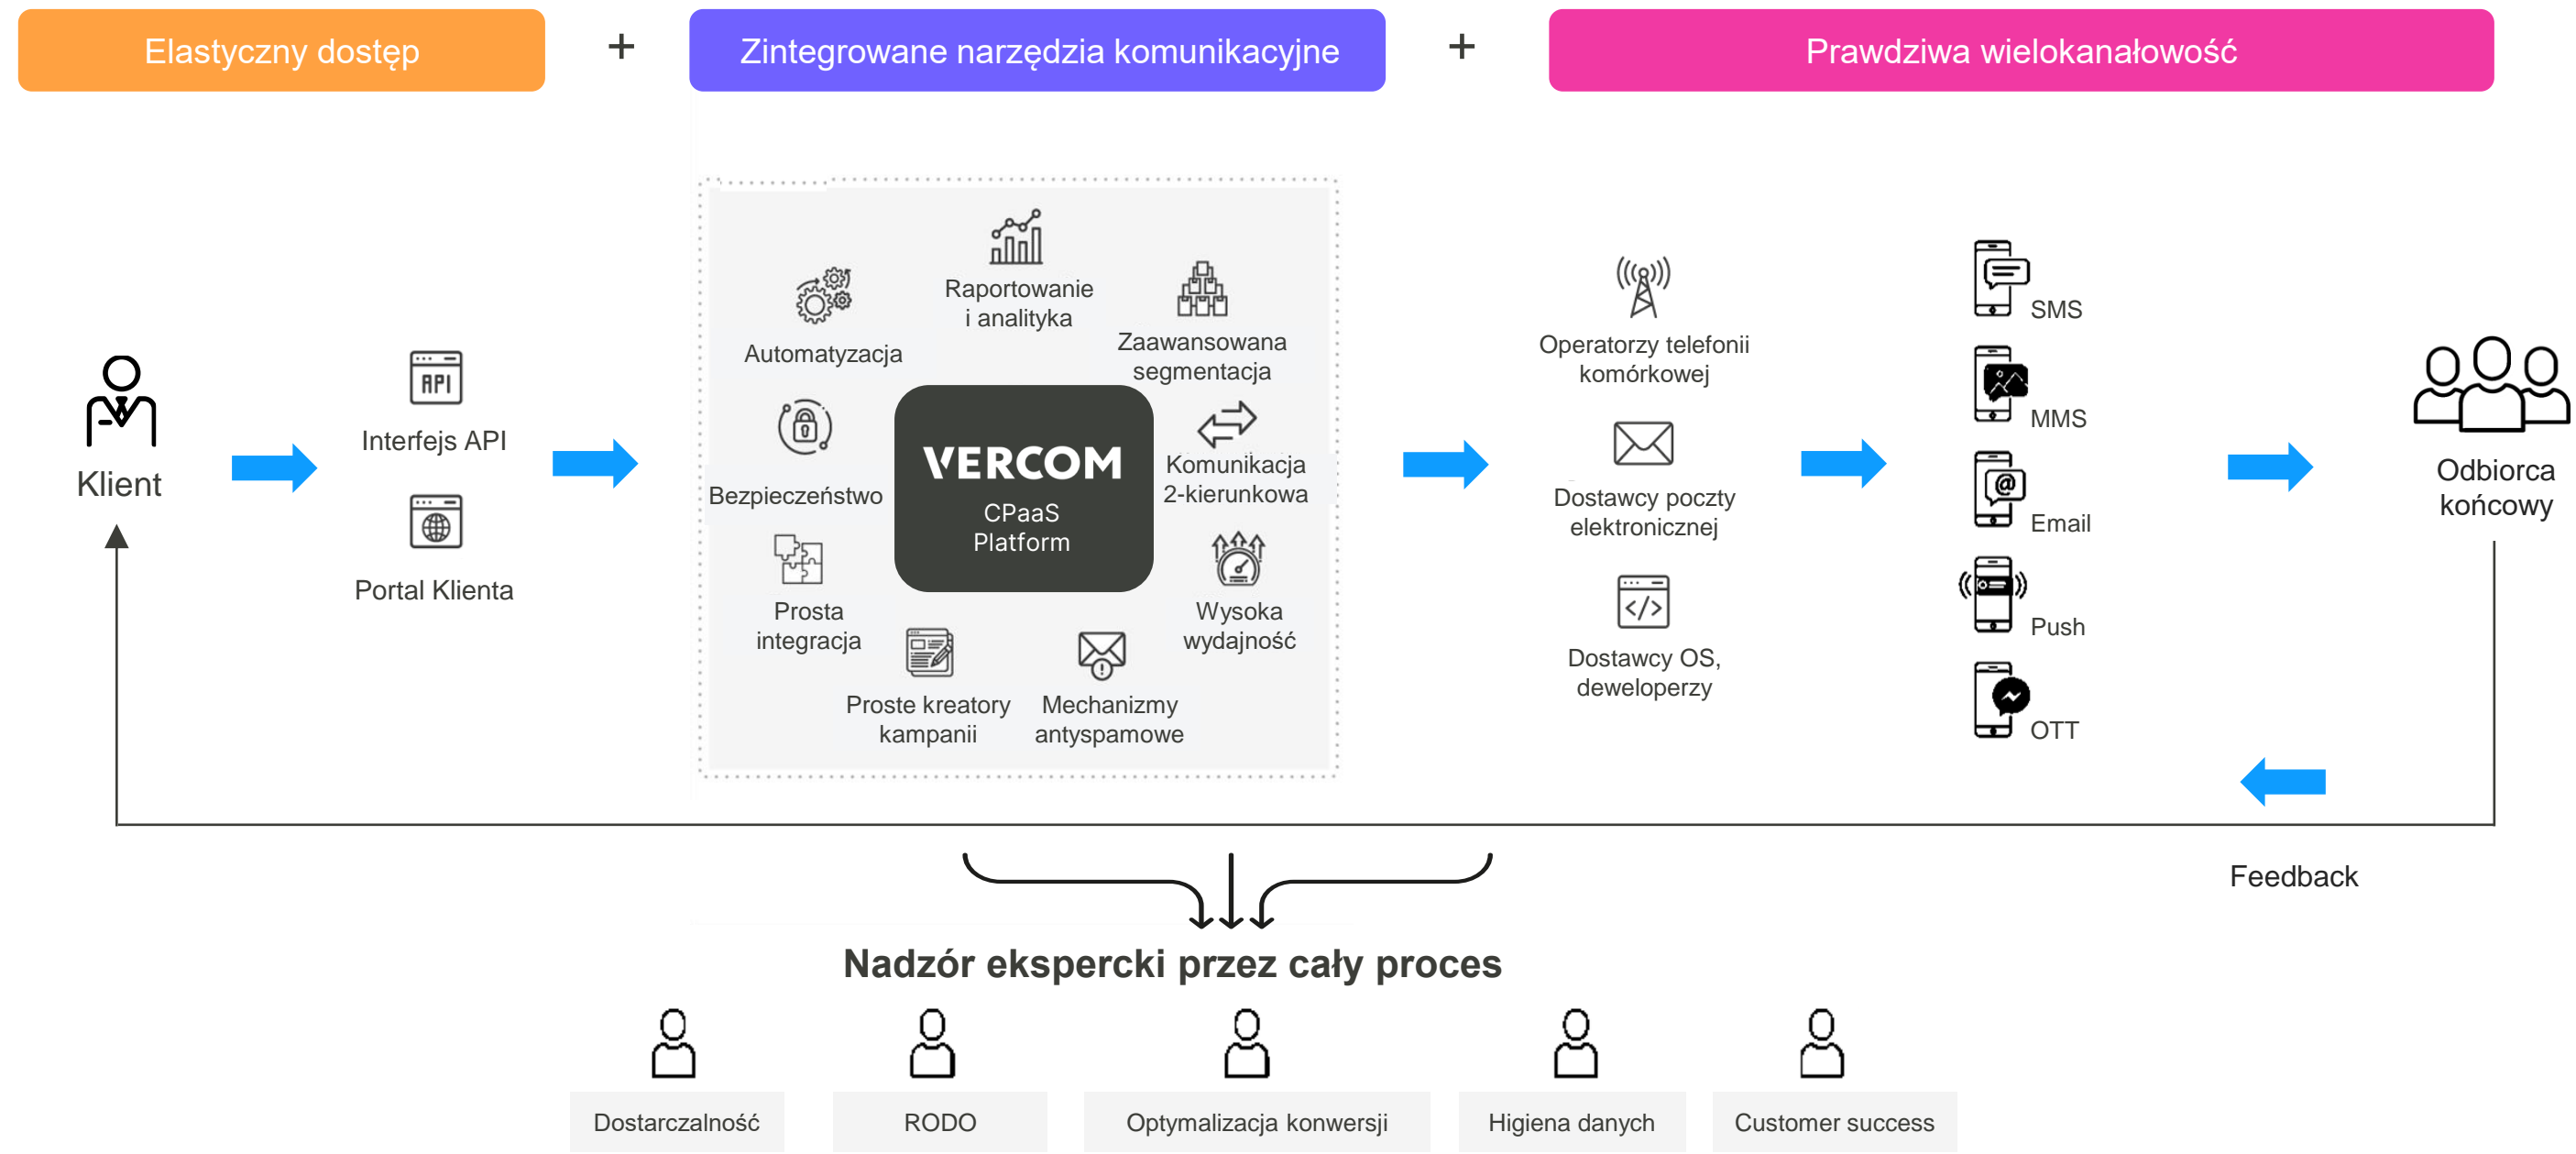 Elastyczny dostęp
+
Zintegrowane narzędzia komunikacyjne
+
Prawdziwa wielokanałowość
Klient
API
Interfejs API
Portal Klienta
Raportowanie
i analityka
Automatyzacja
Zaawansowana
segmentacja
Bezpieczeństwo
VERCOM
CPaaS
Platform
Komunikacja
2-kierunkowa
Prosta
integracja
Wysoka
wydajność
Proste kreatory
kampanii
Mechanizmy
antyspamowe
Operatorzy telefonii
komórkowej
Dostawcy poczty
elektronicznej
</>
Dostawcy OS,
deweloperzy
SMS
MMS
@
Email
Push
OTT
Odbiorca
końcowy
Feedback
Nadzór ekspercki przez cały proces
Dostarczalność
RODO
Optymalizacja konwersji
Higiena danych
Customer success